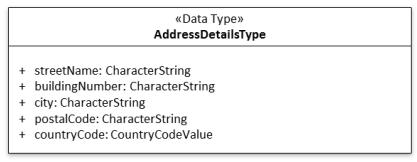 «Data Type»
AddressDetailsType
+ streetName: CharacterString
+ buildingNumber: CharacterString
+ city: CharacterString
+ postalCode: CharacterString
+ countryCode: CountryCodeValue